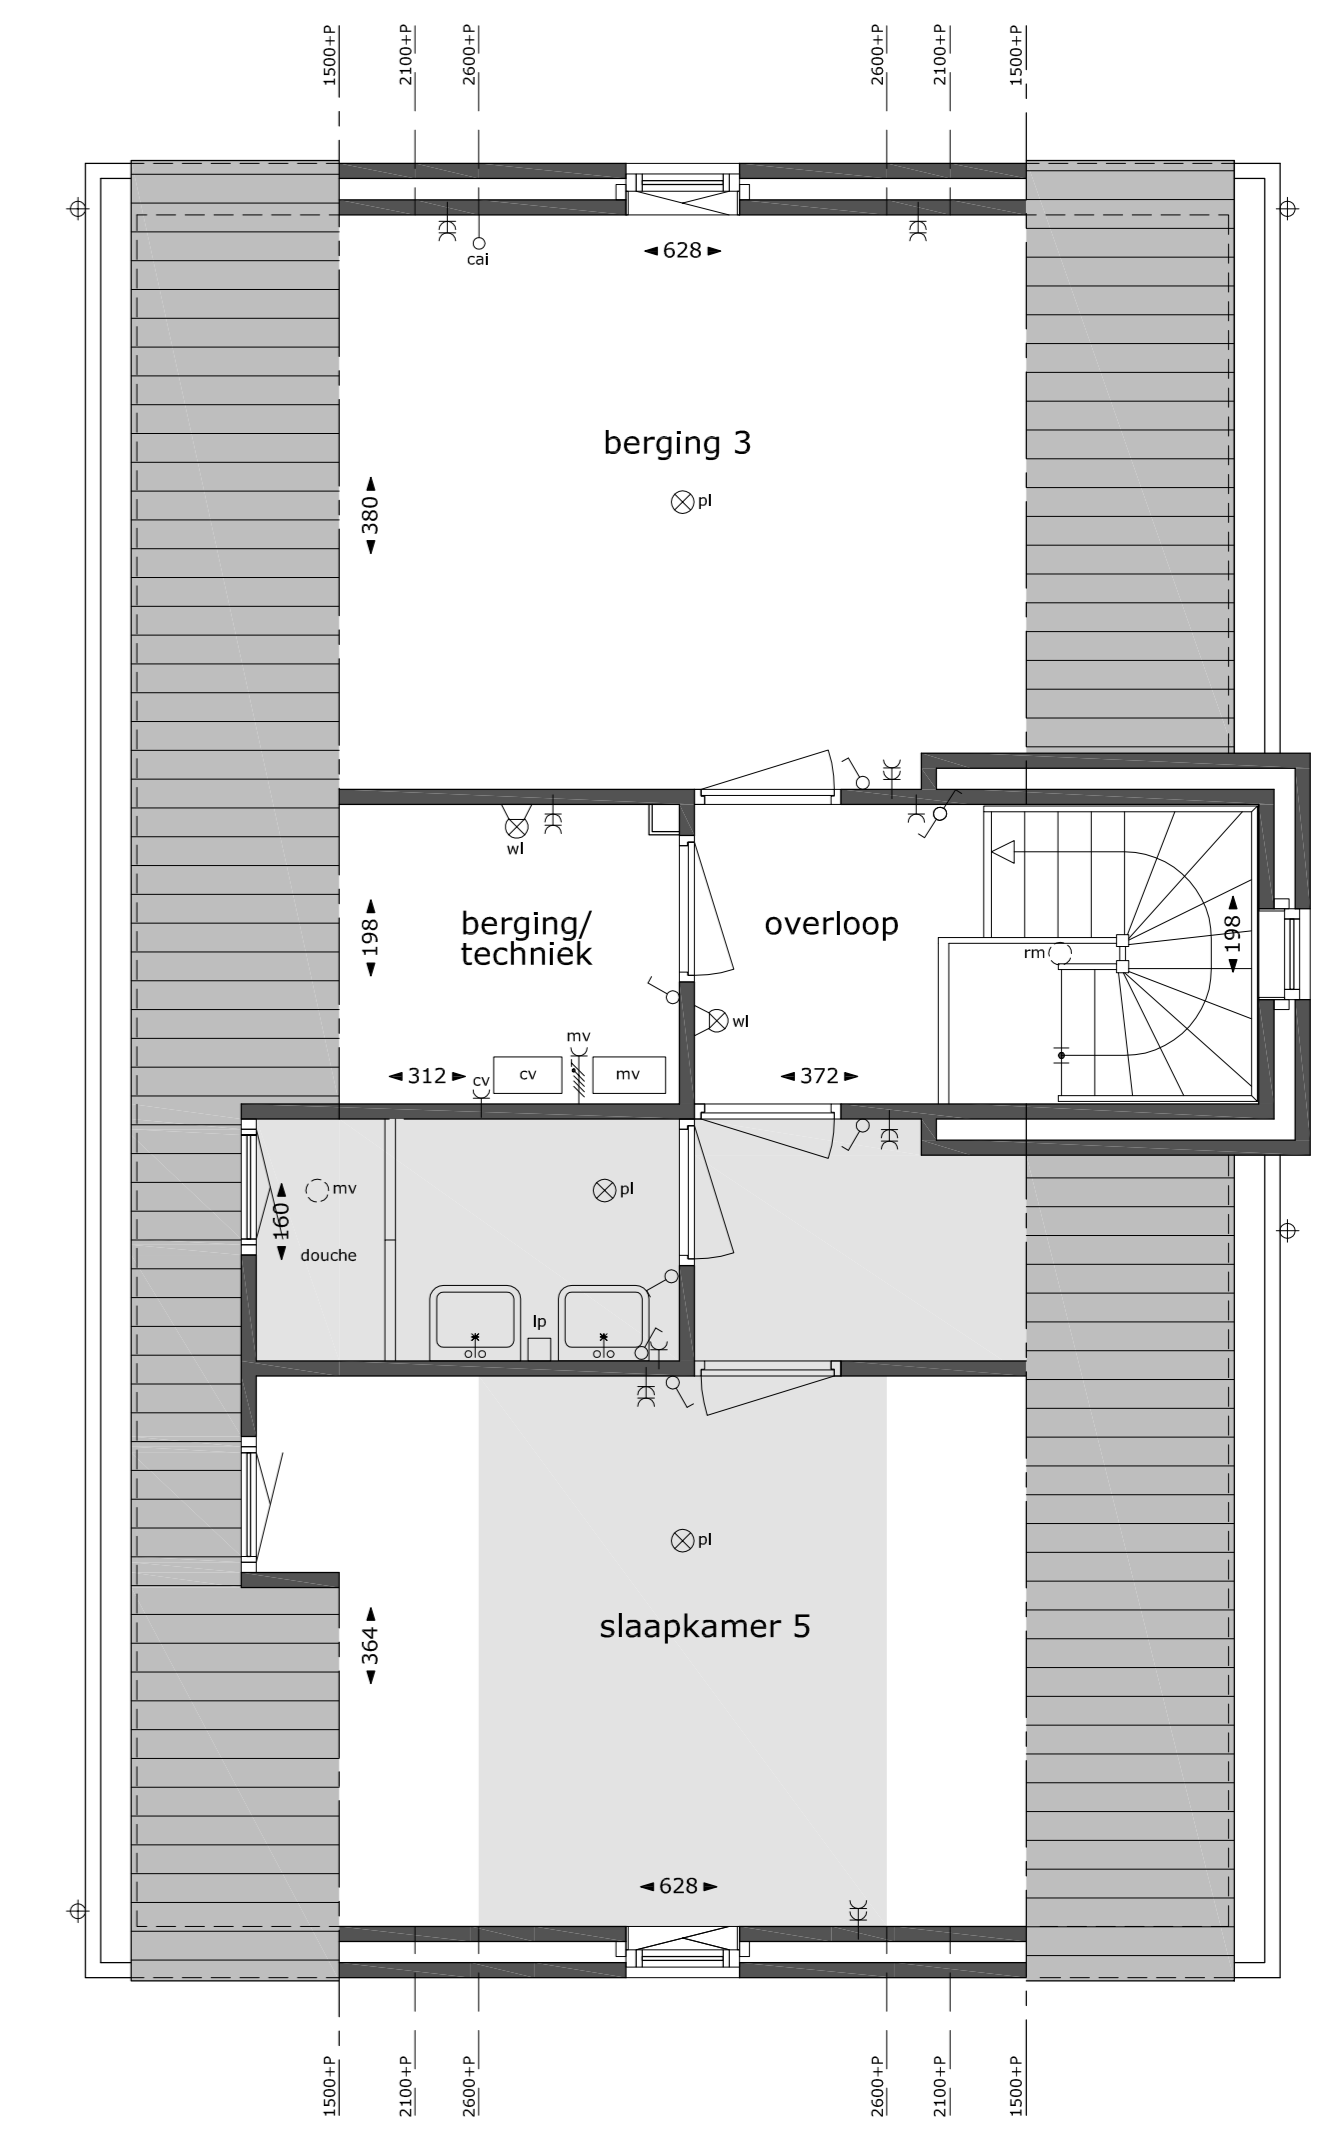 1500+P
2100+P
2600+P
2600+P
2100+P
1500+P
628
cai
berging 3
380
pl
wl
berging/
techniek
198
overloop
rm
198
wl
mv
312
cv
cv
mv
372
mv
pl
160
douche
lp
pl
slaapkamer 5
364
628
1500+P
2100+P
2600+P
2600+P
2100+P
1500+P